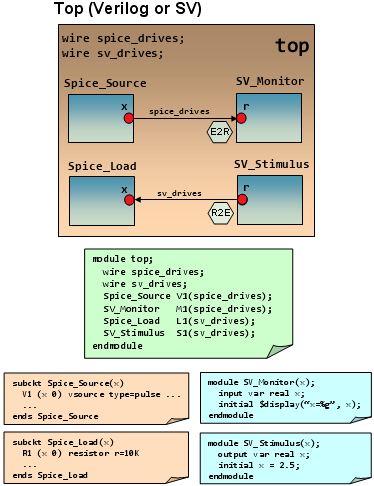 Top (Verilog or SV)
wire spice_drives;
wire sv_drives;
top
Spice_Source
SV_Monitor
x
spice_drives
r
E2R
Spice_Load
SV_Stimulus
x
sv_drives
r
R2E
module top;
wire spice_drives;
wire sv_drives;
Spice_Source V1(spice_drives);
SV_Monitor M1(spice_drives);
Spice_Load L1(sv_drives);
SV_Stimulus S1(sv_drives);
endmodule
subckt Spice_Source(x)
V1 (x 0) vsource type=pulse ...
...
ends Spice_Source
module SV_Monitor(x);
input var real x;
initial $display("x=%g", x);
endmodule
subckt Spice_Load(x)
R1 (x 0) resistor r=10K
...
ends Spice_Load
module SV_Stimulus(x);
output var real x;
initial x = 2.5;
endmodule